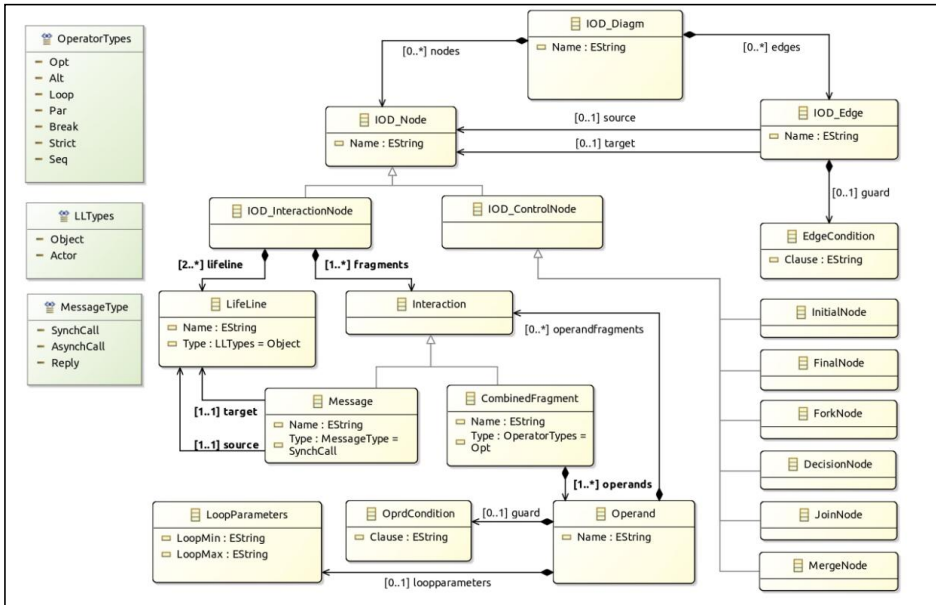 OperatorTypes
Opt
Alt
Loop
Par
Break
Strict
Seq
LLTypes
Object
Actor
MessageType
SynchCall
AsynchCall
Reply
IOD_Diagm
Name : EString
[0..*] nodes
[0..*] edges
IOD_Node
Name : EString
[0..1] source
[0..1] target
IOD_Edge
Name : EString
[0..1] guard
IOD_InteractionNode
IOD_ControlNode
EdgeCondition
Clause : EString
[2..*] lifeline
[1..*] fragments
LifeLine
Name : EString
Type : LLTypes = Object
Interaction
[0..*] operandfragments
InitialNode
FinalNode
ForkNode
DecisionNode
JoinNode
MergeNode
[1..1] target
[1..1] source
Message
Name : EString
Type : MessageType =
SynchCall
CombinedFragment
Name : EString
Type : OperatorTypes =
Opt
[1..*] operands
LoopParameters
LoopMin : EString
LoopMax : EString
OprdCondition
Clause : EString
[0..1] guard
Operand
Name : EString
[0..1] loopparameters